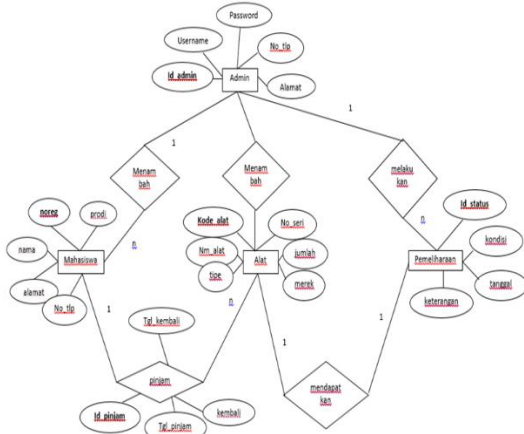 Password
Username
No_tlp
Id_admin
Admin
Alamat
1
1
Menam
bah
Menam
bah
melaku
kan
noreg
prodi
Kode_alat
No_seri
Id_status
n
n
nama
Mahasiswa
Nm_alat
Alat
jumlah
Pemeliharaan
kondisi
alamat
No_tlp
tipe
merek
keterangan
tanggal
n
1
Tgl_kembali
1
1
pinjam
mendapat
kan
Id_pinjam
Tgl_pinjam
kembali